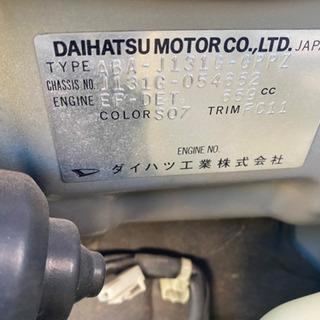 DAIHATSU MOTOR CO., LTD. JAPA
TYPE ABA-J131G-GPPZ
CHASSIS NO. J131G-054652
ENGINE EF-DET 659 CC
COLOR S07 TRIM FC11
ENGINE NO.
ダイハツ工業株式会社